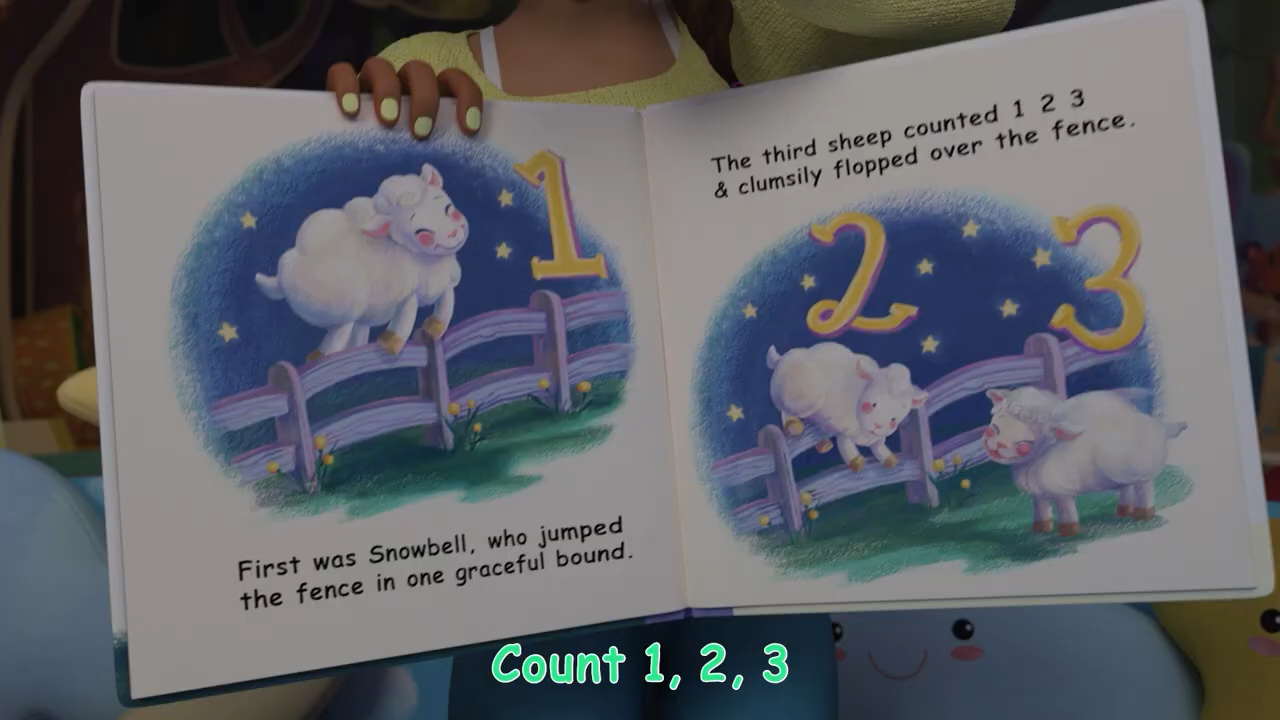 1
First was Snowbell, who jumped
the fence in one graceful bound.
The third sheep counted 1 2 3
& clumsily flopped over the fence.
2 3
Count 1, 2, 3